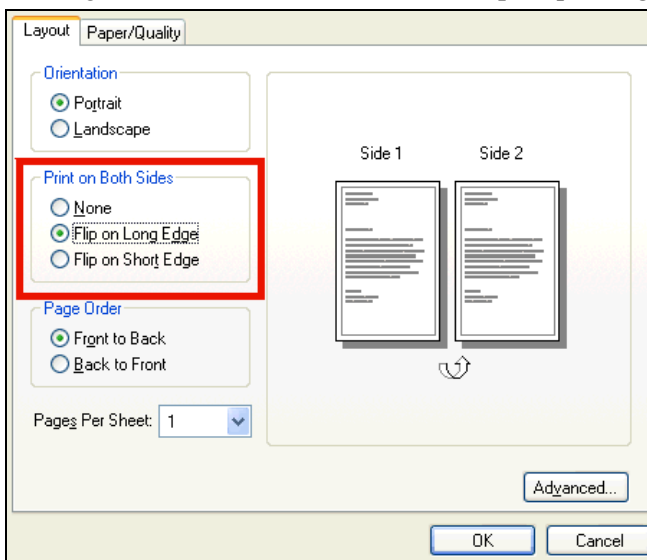 Layout Paper/Quality
Orientation
Portrait
Landscape
Print on Both Sides
None
Flip on Long Edge
Flip on Short Edge
Page Order
Front to Back
Back to Front
Pages Per Sheet: 1
Side 1 Side 2
Advanced...
OK Cancel